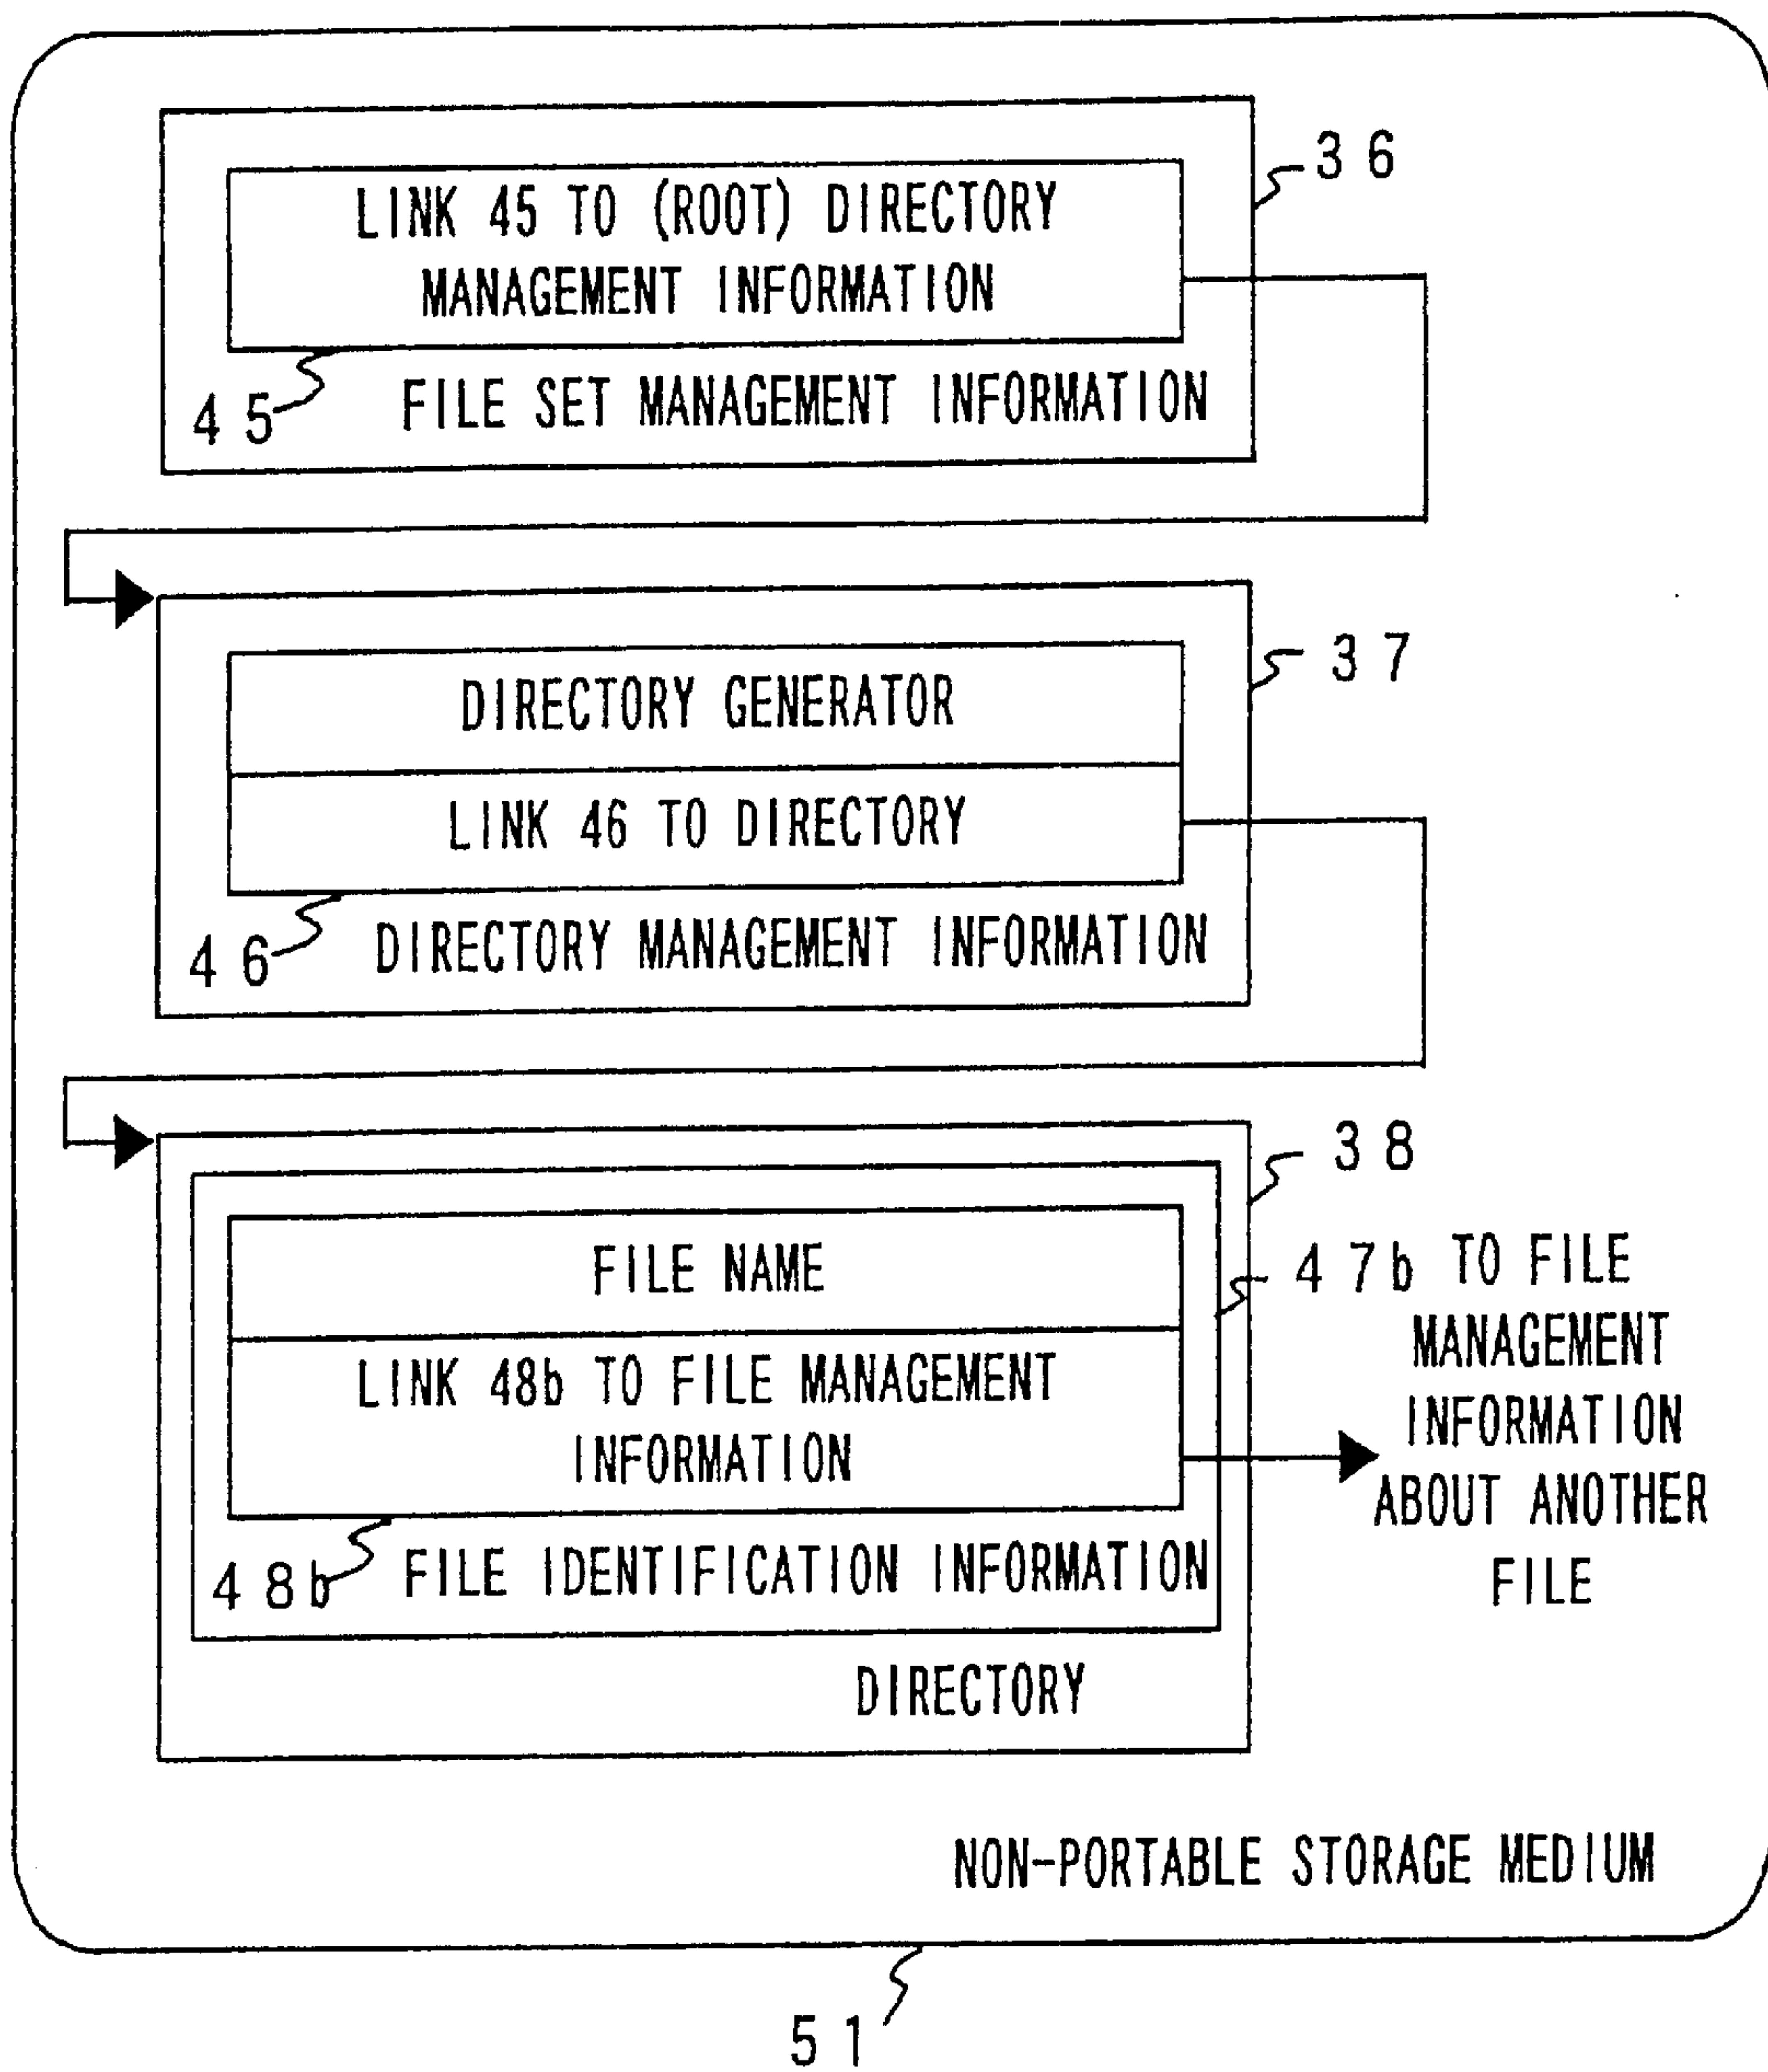 LINK 45 TO (ROOT) DIRECTORY
MANAGEMENT INFORMATION
36
45
FILE SET MANAGEMENT INFORMATION
37
DIRECTORY GENERATOR
LINK 46 TO DIRECTORY
46
DIRECTORY MANAGEMENT INFORMATION
38
FILE NAME
47b
LINK 48b TO FILE MANAGEMENT
INFORMATION
TO FILE
MANAGEMENT
INFORMATION
ABOUT ANOTHER
FILE
48b
FILE IDENTIFICATION INFORMATION
DIRECTORY
NON-PORTABLE STORAGE MEDIUM
51